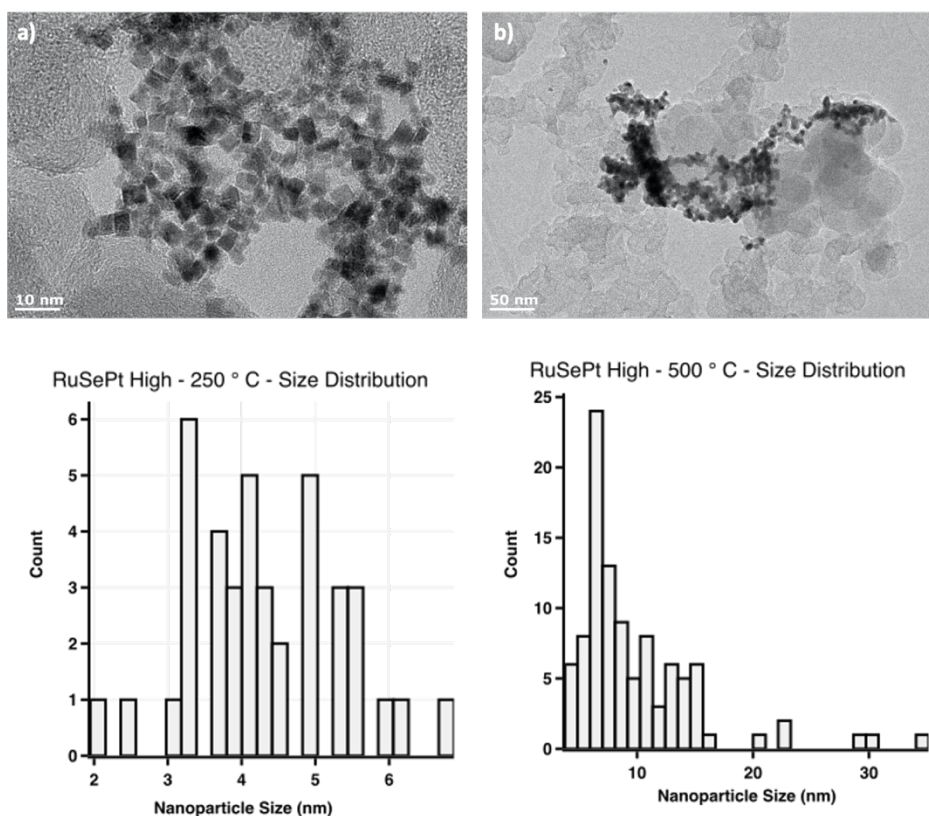 a)
b)
10 nm
50 nm
RuSePt High - 250 ° C - Size Distribution
6
5
4
3
2
1
0
Count
2 3 4 5 6
Nanoparticle Size (nm)
RuSePt High - 500 ° C - Size Distribution
25
20
15
10
5
0
Count
10 20 30
Nanoparticle Size (nm)